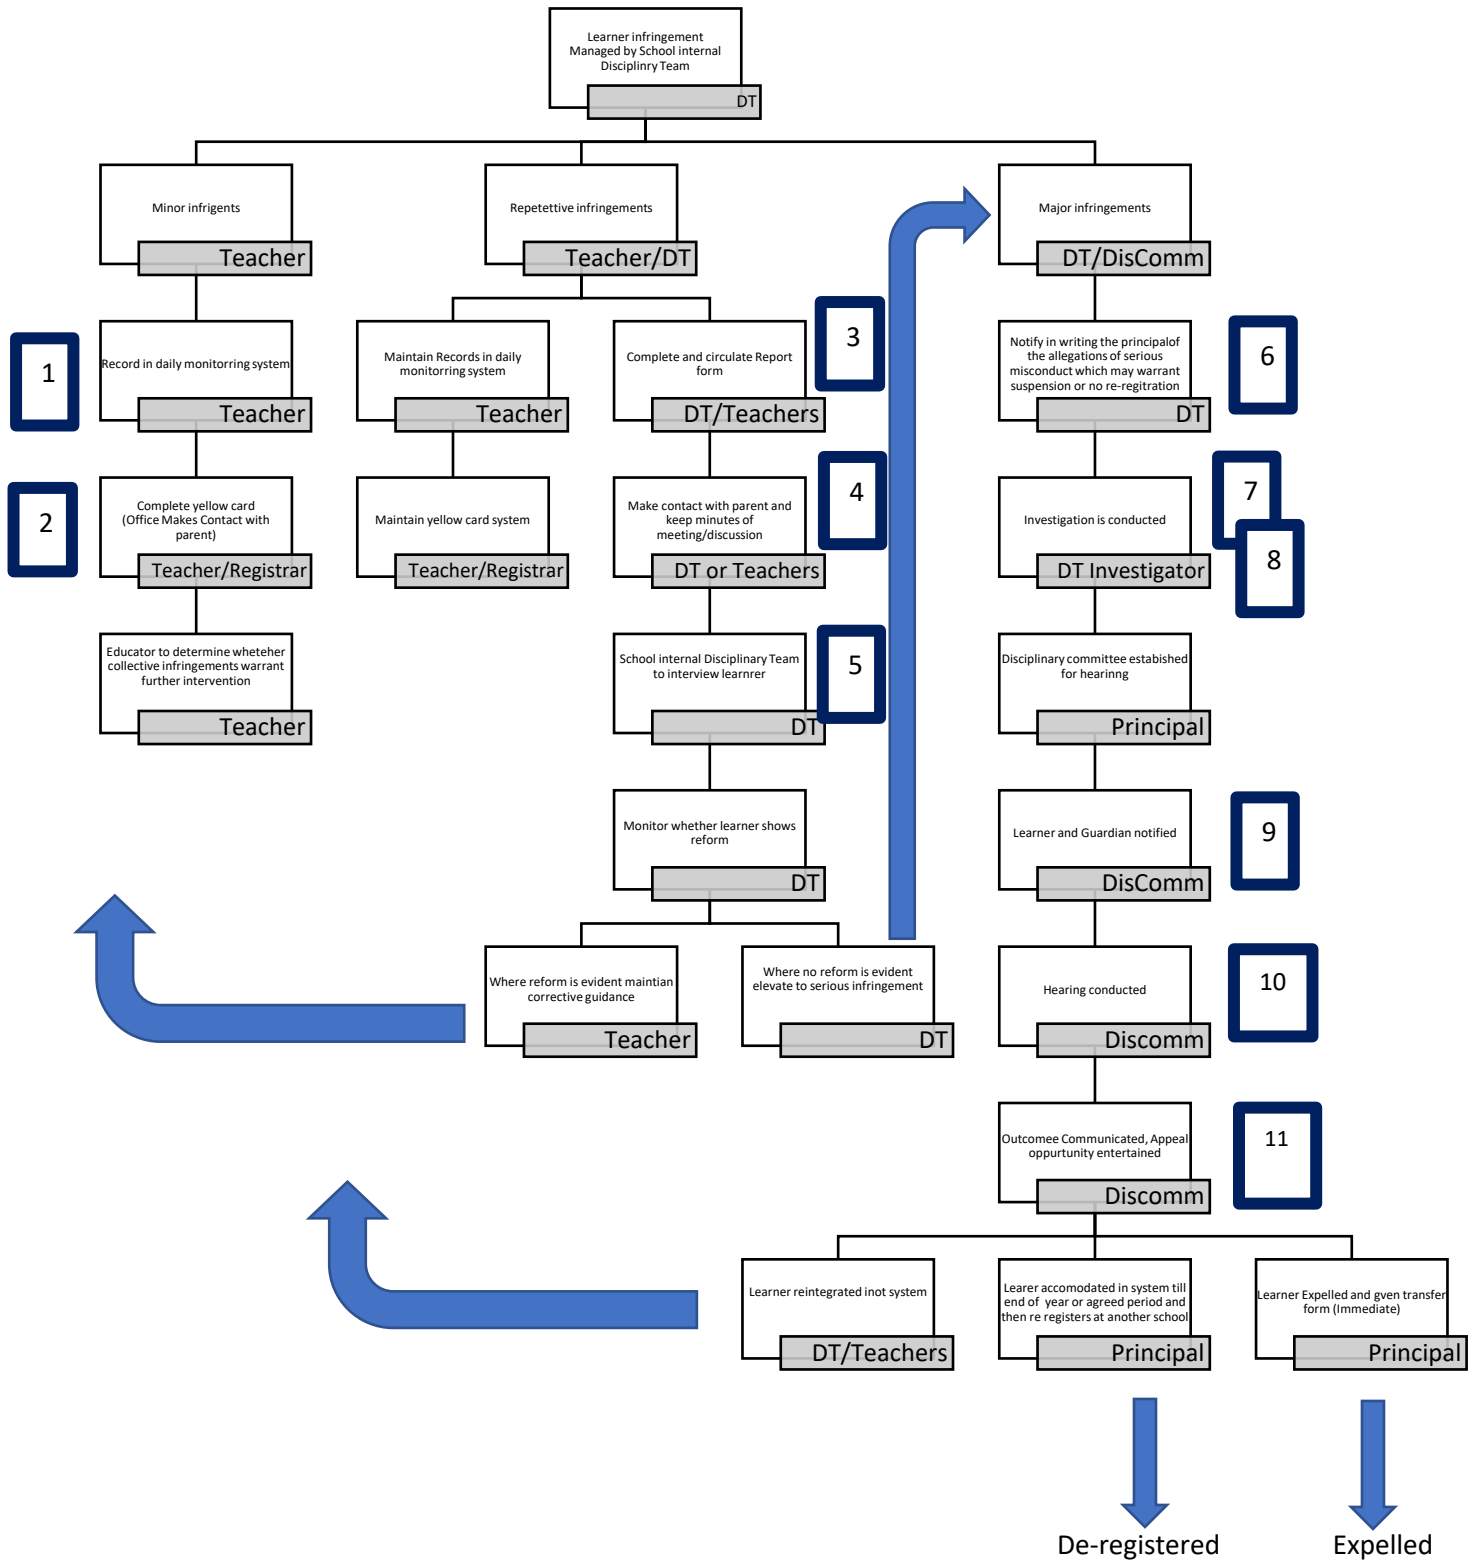 Learner infringement
Managed by School internal
Disciplinry Team
DT
Minor infrigents
Teacher
Repetettive infringements
Teacher/DT
Major infringements
DT/DisComm
1
Record in daily monitorring system
Teacher
Maintain Records in daily
monitorring system
Teacher
Complete and circulate Report
form
DT/Teachers
3
Notify in writing the principalof
the allegations of serious
misconduct which may warrant
suspension or no re-regitration
DT
6
2
Complete yellow card
(Office Makes Contact with
parent)
Teacher/Registrar
Maintain yellow card system
Teacher/Registrar
Make contact with parent and
keep minutes of
meeting/discussion
DT or Teachers
4
Investigation is conducted
DT Investigator
7
8
Educator to determine wheteher
collective infringements warrant
further intervention
Teacher
School internal Disciplinary Team
to interview learnrer
DT
5
Disciplinary committee estabished
for hearinng
Principal
Monitor whether learner shows
reform
DT
Learner and Guardian notified
DisComm
9
Where reform is evident maintian
corrective guidance
Teacher
Where no reform is evident
elevate to serious infringement
DT
Hearing conducted
Discomm
10
Outcomee Communicated, Appeal
oppurtunity entertained
Discomm
11
Learner reintegrated inot system
DT/Teachers
Learer accomodated in system till
end of year or agreed period and
then re registers at another school
Principal
Learner Expelled and gven transfer
form (Immediate)
Principal
De-registered
Expelled